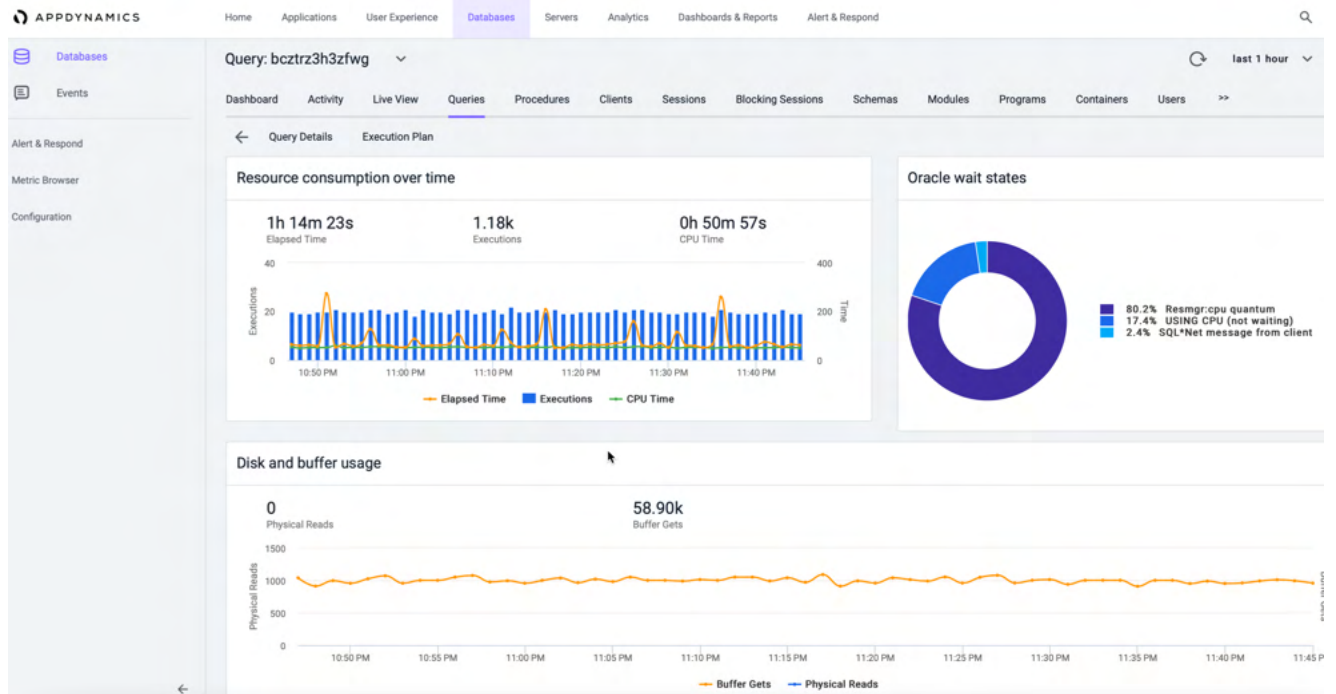 APPDYNAMICS
Home Applications User Experience Databases Servers Analytics Dashboards & Reports Alert & Respond
Databases
Events
Alert & Respond
Metric Browser
Configuration
Query: bcztrz3h3zfwg
last 1 hour
Dashboard Activity Live View Queries Procedures Clients Sessions Blocking Sessions Schemas Modules Programs Containers Users >>
Query Details Execution Plan
Resource consumption over time
1h 14m 23s 1.18k 0h 50m 57s
Elapsed Time Executions CPU Time
40 400
20 200
0 0
Executions
Time
10:50 PM 11:00 PM 11:10 PM 11:20 PM 11:30 PM 11:40 PM
Elapsed Time Executions CPU Time
Oracle wait states
80.2% Resmgr:cpu quantum
17.4% USING CPU (not waiting)
2.4% SQL*Net message from client
Disk and buffer usage
0 58.90k
Physical Reads Buffer Gets
1500
1000
500
0
Physical Reads
10:50 PM 10:55 PM 11:00 PM 11:05 PM 11:10 PM 11:15 PM 11:20 PM 11:25 PM 11:30 PM 11:35 PM 11:40 PM 11:45 P
Buffer Gets Physical Reads